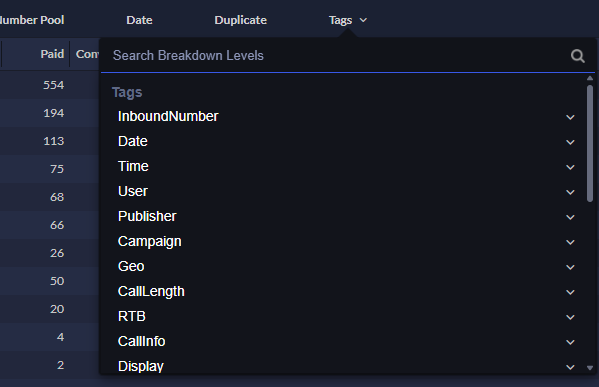 Number Pool Date Duplicate Tags
Paid Con
Search Breakdown Levels
Tags
554 InboundNumber
194 Date
113 Time
75 User
68 Publisher
66 Campaign
26 Geo
50 CallLength
20 RTB
4 CallInfo
2 Display